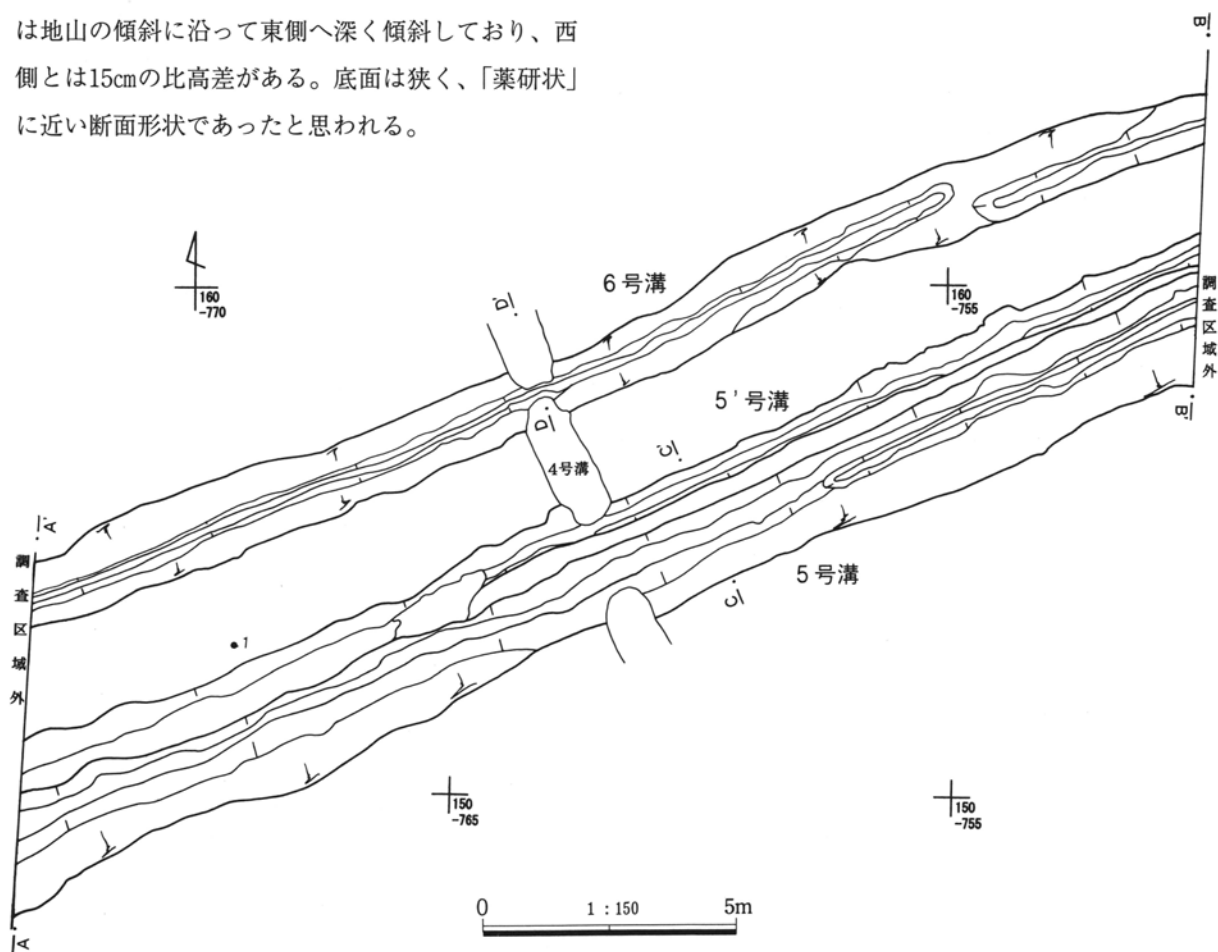 は地山の傾斜に沿って東側へ深く傾斜しており、西
側とは15㎝の比高差がある。底面は狭く、「薬研状」
に近い断面形状であったと思われる。
B
160
-770
6号溝
160
-755
調査区域外
D'
5'号溝
B'
D
C'
4号溝
A'
調査区域外
5号溝
C
1
150
-765
150
-755
0 1:150 5m
A